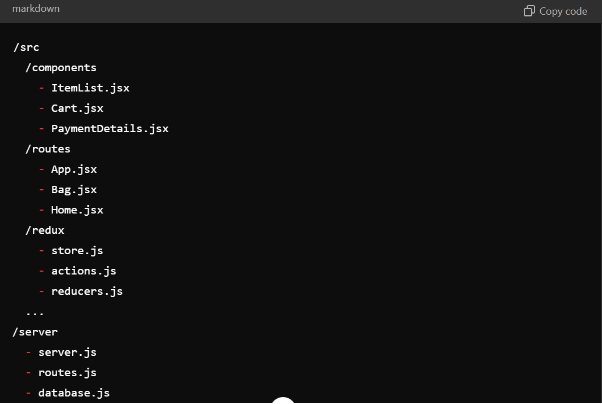 markdown
Copy code
/src
/components
- ItemList.jsx
- Cart.jsx
- PaymentDetails.jsx
/routes
- App.jsx
- Bag.jsx
- Home.jsx
/redux
- store.js
- actions.js
- reducers.js
...
/server
- server.js
- routes.js
- database.js